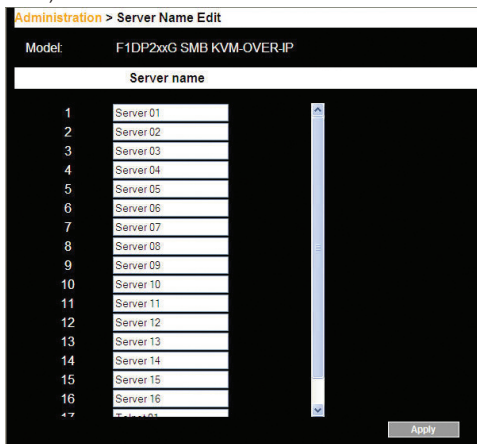 Administration > Server Name Edit
Model: F1DP2xxG SMB KVM-OVER-IP
Server name
1 Server 01
2 Server 02
3 Server 03
4 Server 04
5 Server 05
6 Server 06
7 Server 07
8 Server 08
9 Server 09
10 Server 10
11 Server 11
12 Server 12
13 Server 13
14 Server 14
15 Server 15
16 Server 16
17
Apply